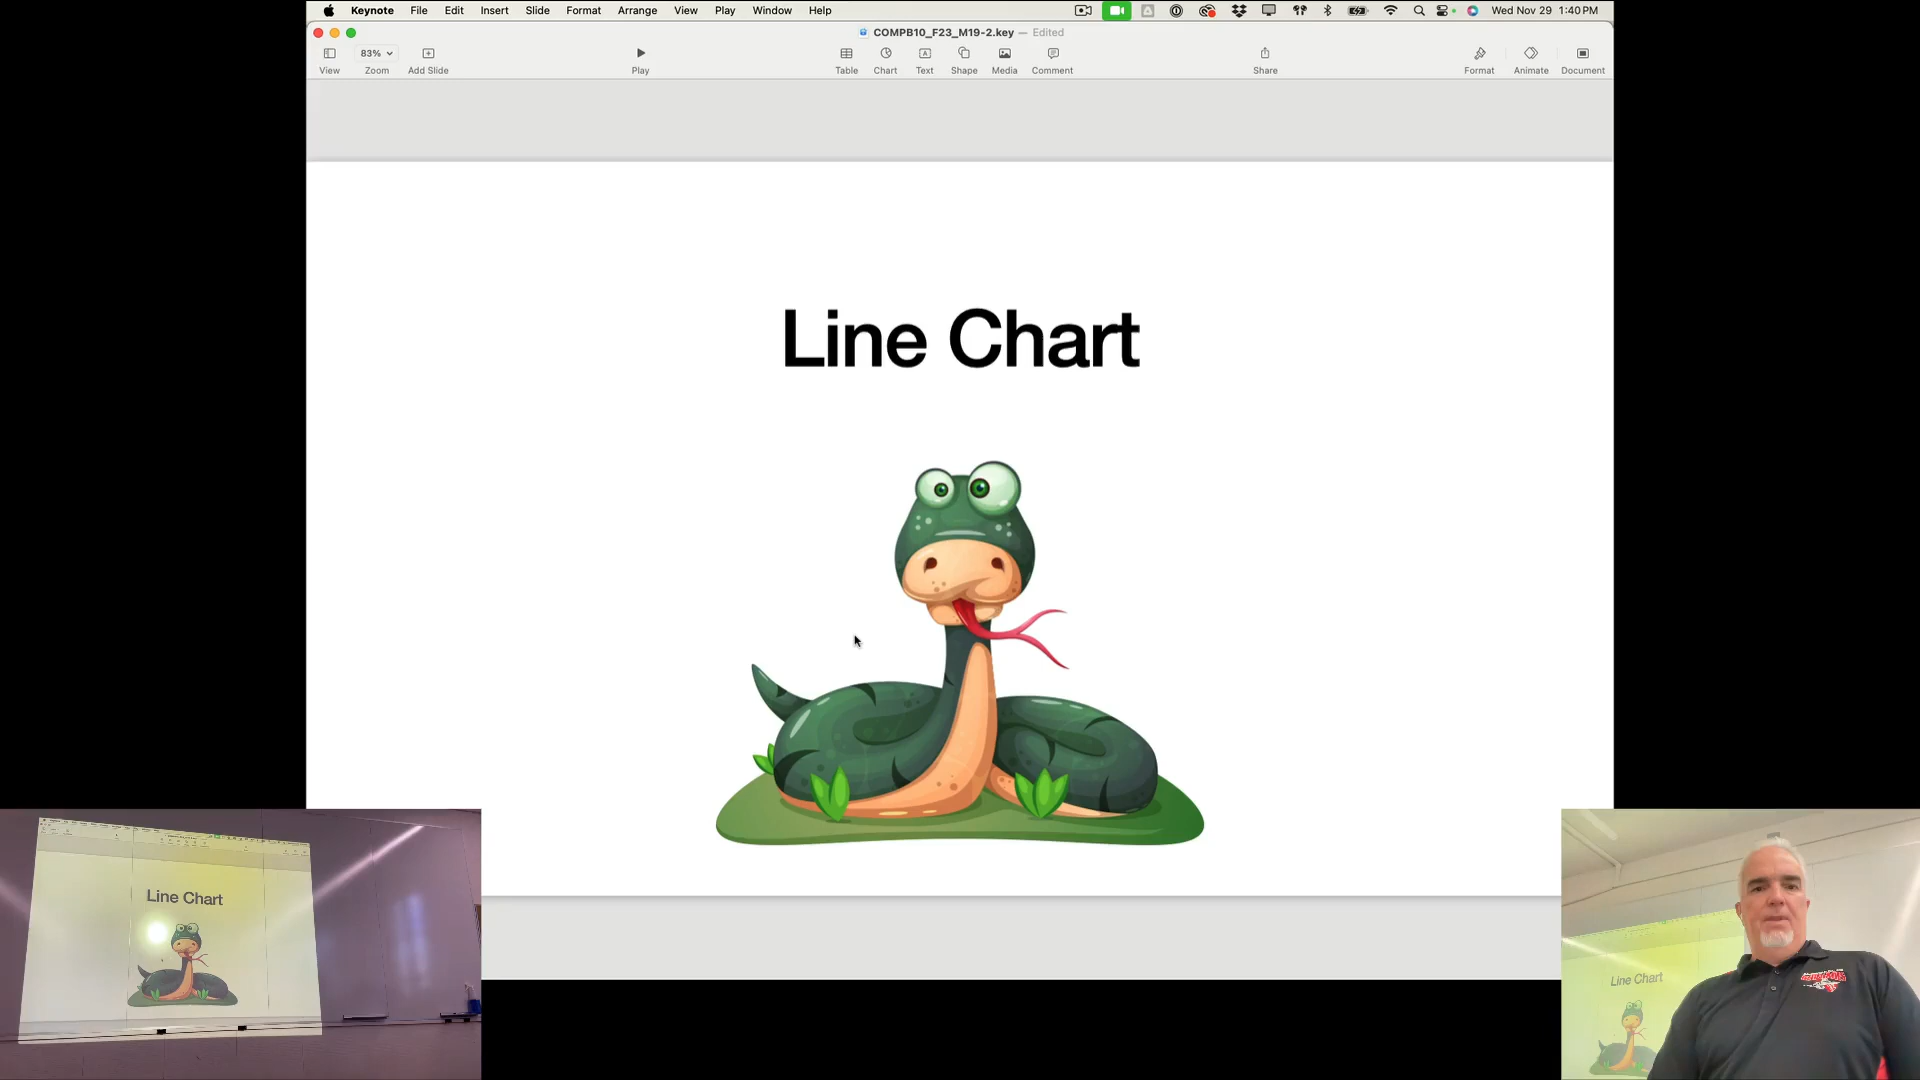 Keynote File Edit Insert Slide Format Arrange View Play Window Help Wed Nov 29 1:40 PM
COMPB10_F23_M19-2.key — Edited
83%
View Zoom Add Slide Play Table Chart Text Shape Media Comment Share Format Animate Document
Line Chart
Line Chart
Line Chart